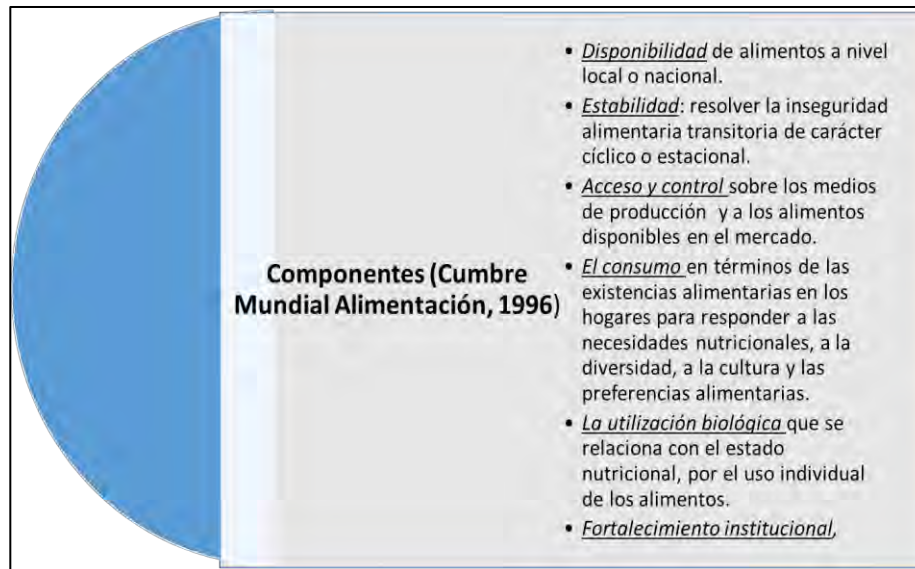 Componentes (Cumbre
Mundial Alimentación, 1996)
• Disponibilidad de alimentos a nivel
local o nacional.
• Estabilidad: resolver la inseguridad
alimentaria transitoria de carácter
cíclico o estacional.
• Acceso y control sobre los medios
de producción y a los alimentos
disponibles en el mercado.
• El consumo en términos de las
existencias alimentarias en los
hogares para responder a las
necesidades nutricionales, a la
diversidad, a la cultura y las
preferencias alimentarias.
• La utilización biológica que se
relaciona con el estado
nutricional, por el uso individual
de los alimentos.
• Fortalecimiento institucional,